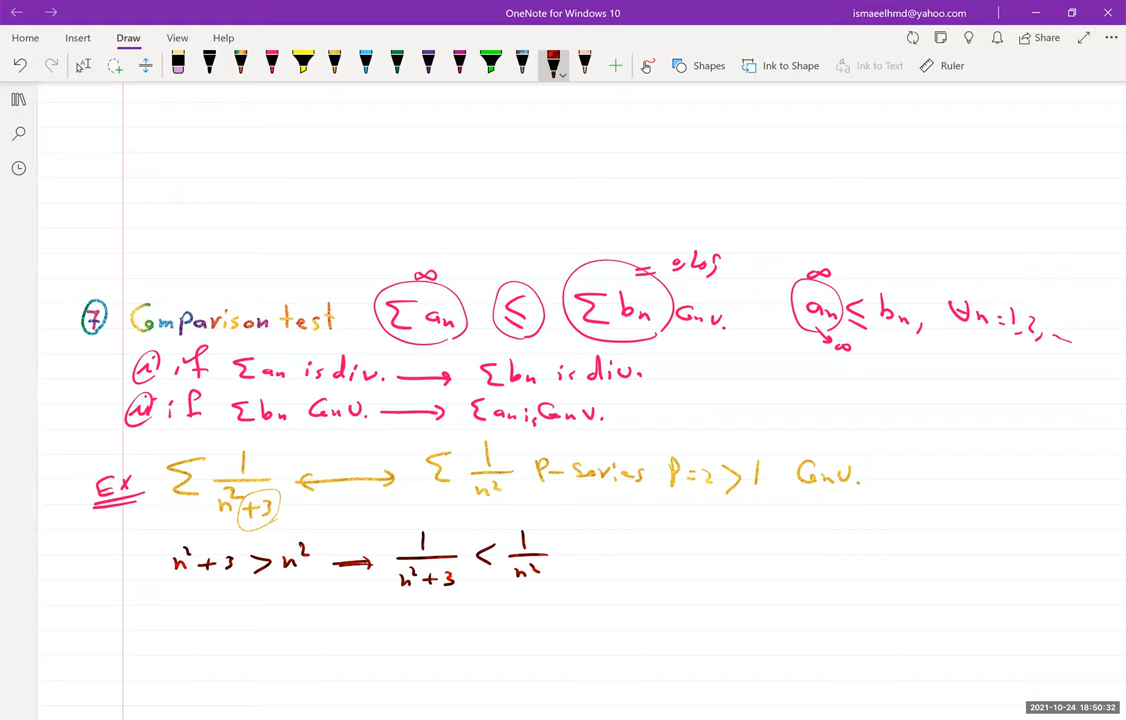 OneNote for Windows 10
ismaeelhmd@yahoo.com
Home Insert Draw View Help
Share
Shapes Ink to Shape Ink to Text Ruler
⑦ Comparison test ∞ Σ an ≤ Σ bn Conv. ∞ an ≤ bn, ∀n=1,2,
∞
i if Σ an is div. → Σ bn is div.
ii if Σ bn Conv. → Σ an is Conv.
Ex Σ 1/(n²+3) ↔ Σ 1/n² P-Series P=2>1 Conv.
n²+3 > n² → 1/(n²+3) < 1/n²
2021-10-24 18:50:32